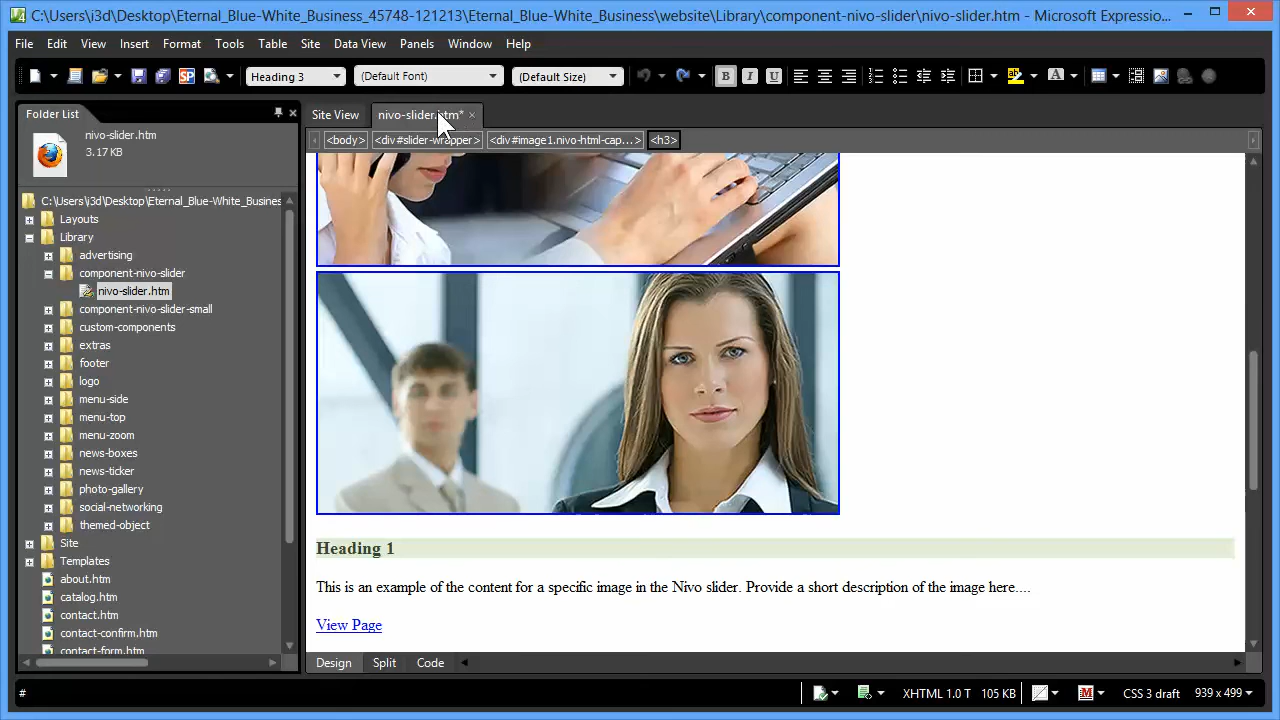 C:\Users\i3d\Desktop\Eternal_Blue-White_Business_45748-121213\Eternal_Blue-White_Business\website\Library\component-nivo-slider\nivo-slider.htm - Microsoft Expressio...
File Edit View Insert Format Tools Table Site Data View Panels Window Help
Heading 3 (Default Font) (Default Size) B I U A
Folder List
Site View nivo-slider.htm*
nivo-slider.htm
3.17 KB
<body> <div#slider-wrapper> <div#image1.nivo-html-cap...> <h3>
C:\Users\i3d\Desktop\Eternal_Blue-White_Busines
Layouts
Library
advertising
component-nivo-slider
nivo-slider.htm
component-nivo-slider-small
custom-components
extras
footer
logo
menu-side
menu-top
menu-zoom
news-boxes
news-ticker
photo-gallery
social-networking
themed-object
Site
Templates
about.htm
catalog.htm
contact.htm
contact-confirm.htm
contact-form.htm
Heading 1
This is an example of the content for a specific image in the Nivo slider. Provide a short description of the image here....
View Page
Design Split Code
# XHTML 1.0 T 105 KB CSS 3 draft 939 x 499